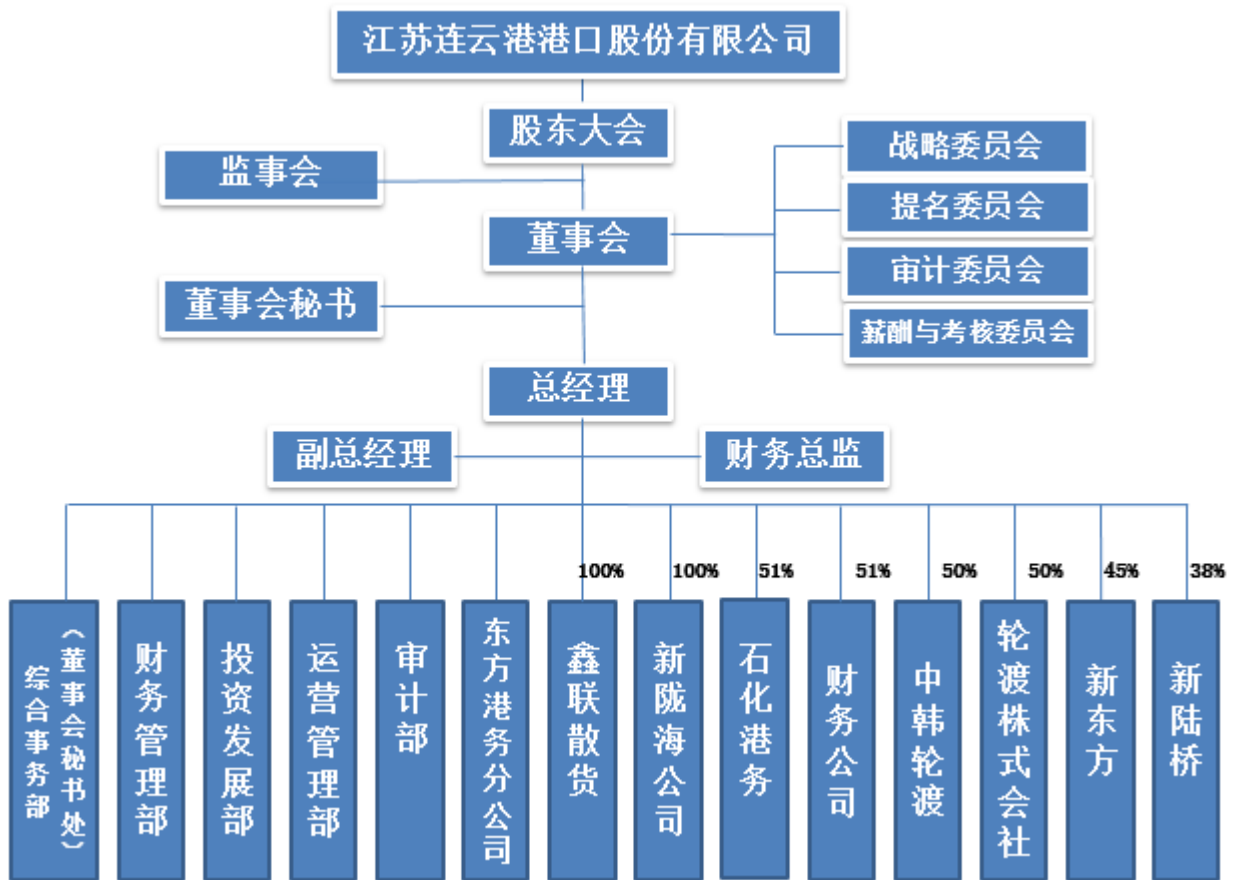 江苏连云港港口股份有限公司
股东大会
监事会
董事会
战略委员会
提名委员会
审计委员会
薪酬与考核委员会
董事会秘书
总经理
副总经理
财务总监
100%
100%
51%
51%
50%
50%
45%
38%
综合事务部
(董事会秘书处)
财务管理部
投资发展部
运营管理部
审计部
东方港务分公司
鑫联散货
新陇海公司
石化港务
财务公司
中韩轮渡
轮渡株式会社
新东方
新陆桥